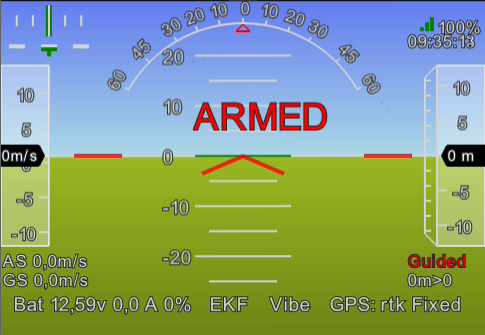 60 45 30 20 10 0 10 20 30 45 60
100%
09:35:13
20
10
ARMED
0
-10
-20
10
5
0m/s
0
-5
-10
10
5
0 m
-5
-10
AS 0,0m/s
GS 0,0m/s
Guided
0m>0
Bat 12,59v 0,0 A 0% EKF Vibe GPS: rtk Fixed